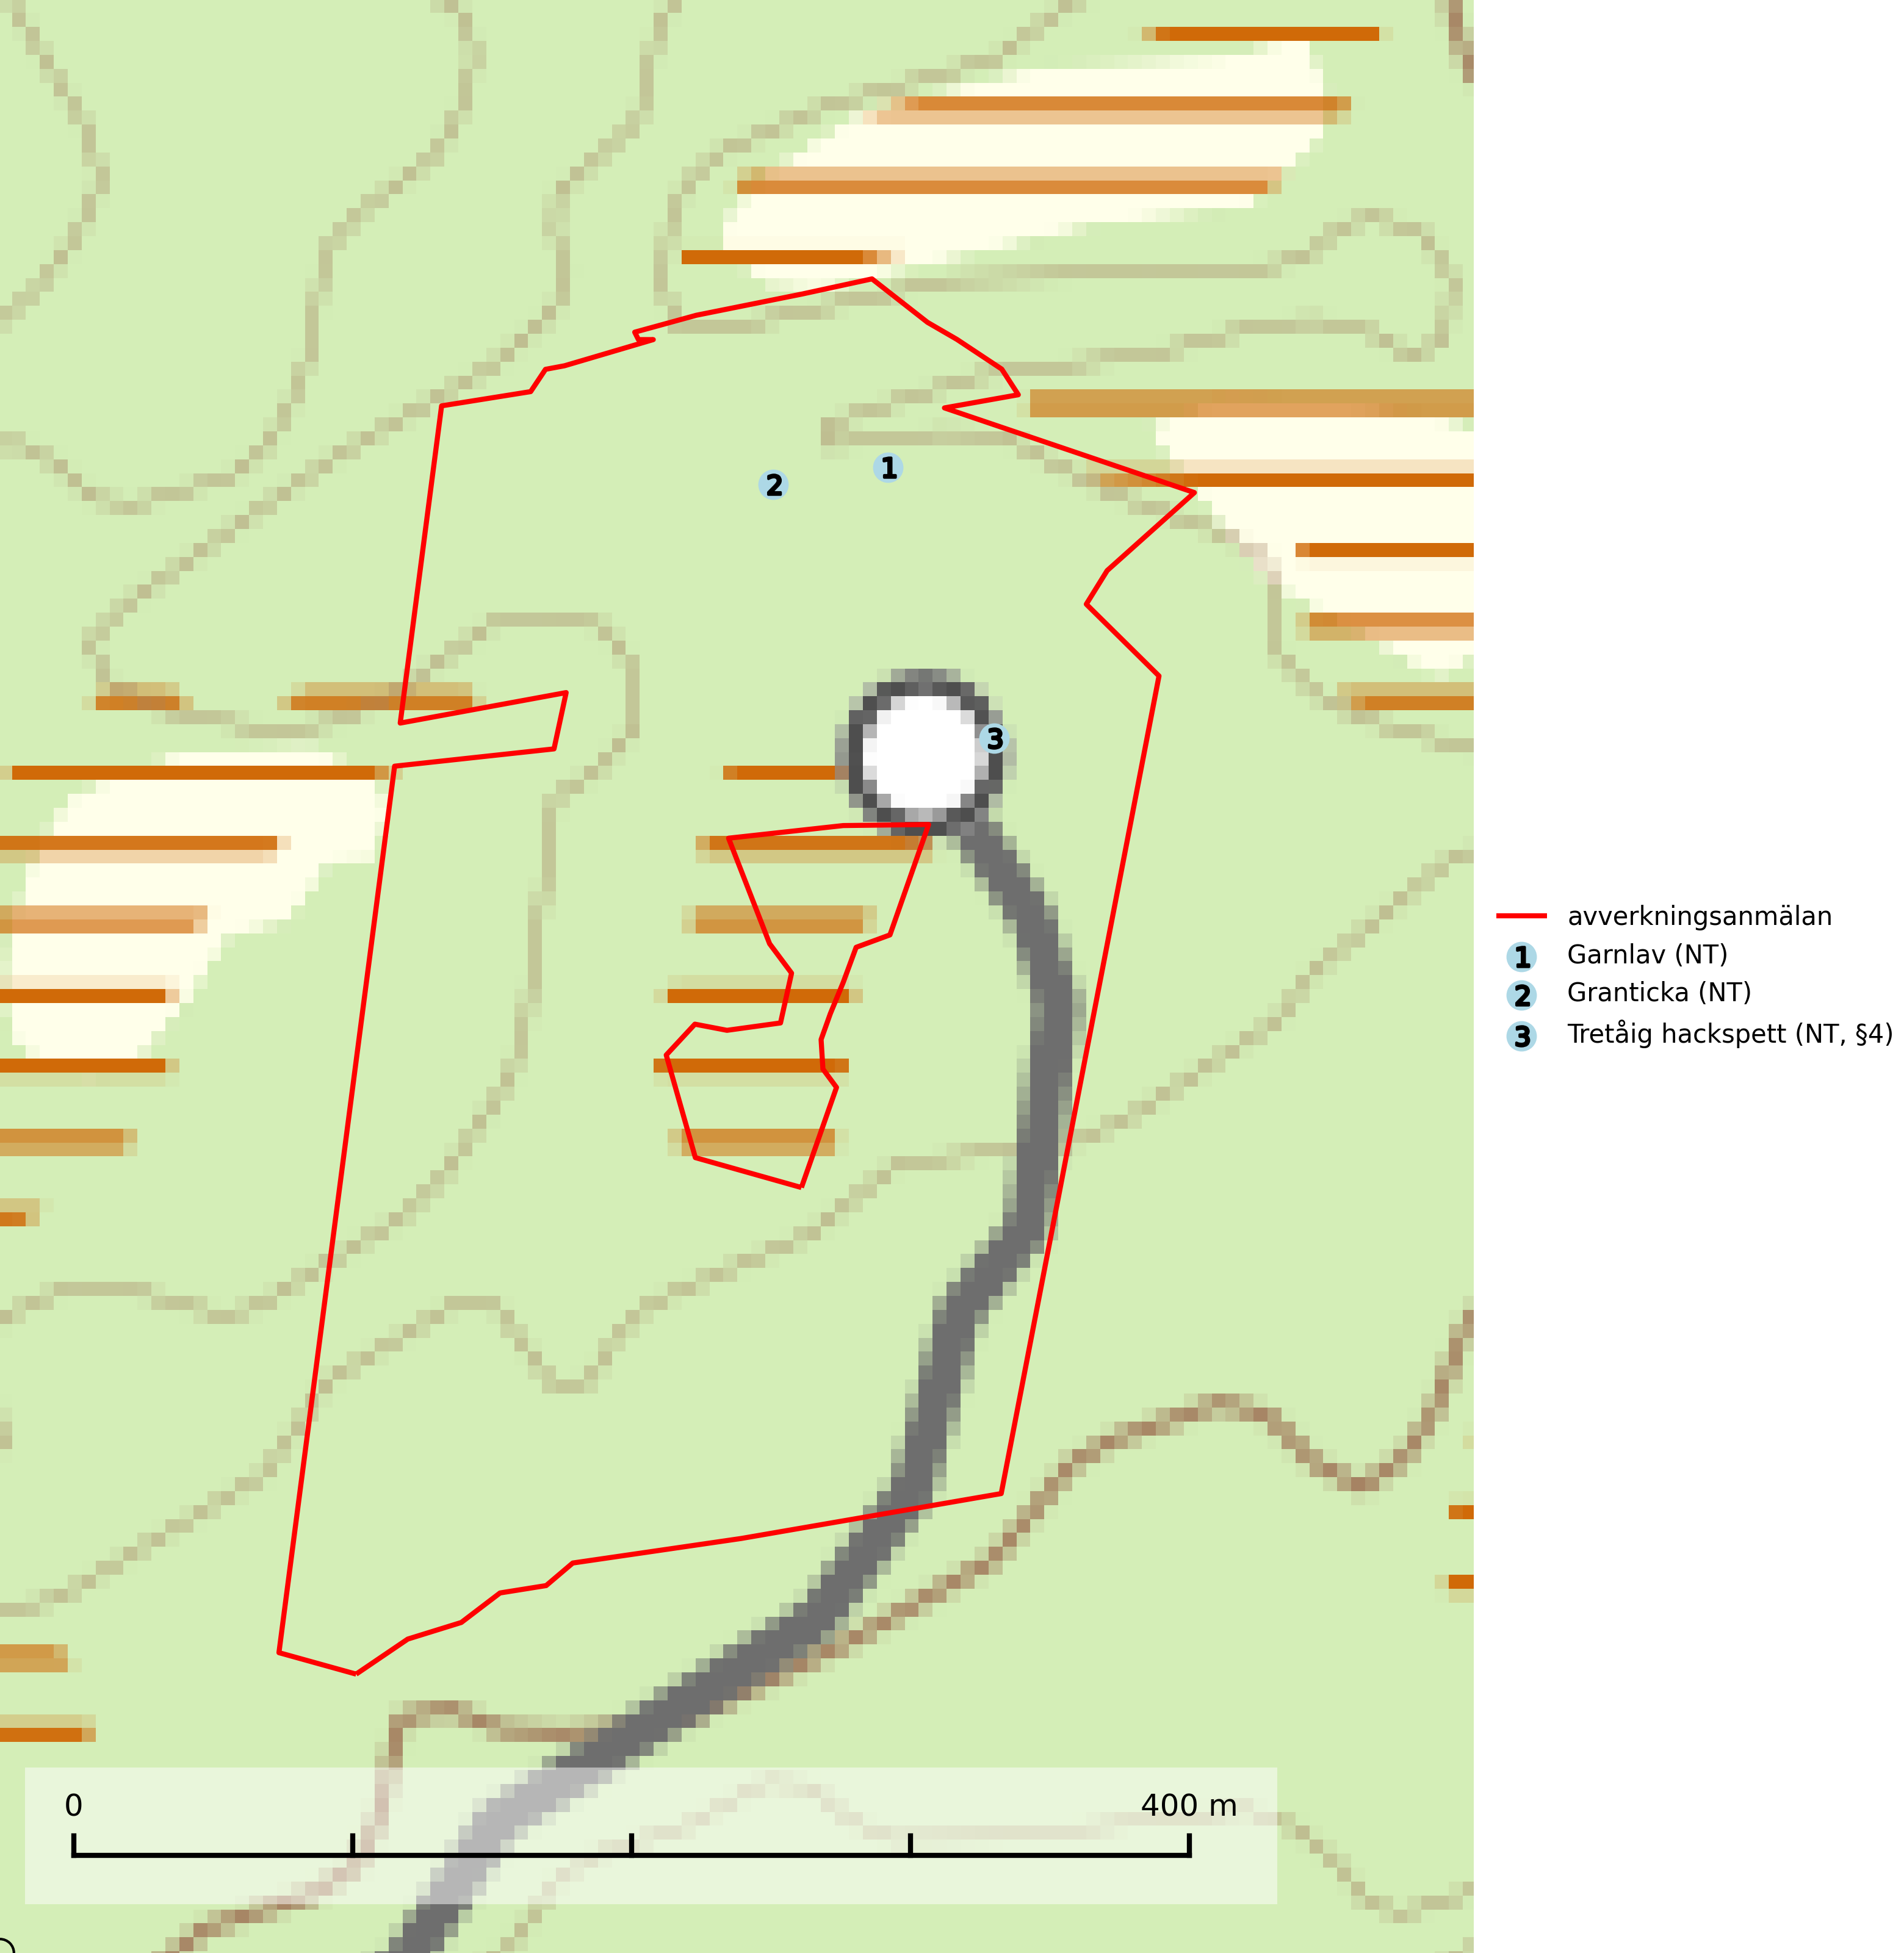 1
2
3
avverkningsanmälan
1 Garnlav (NT)
2 Granticka (NT)
3 Tretåig hackspett (NT, §4)
0 400 m